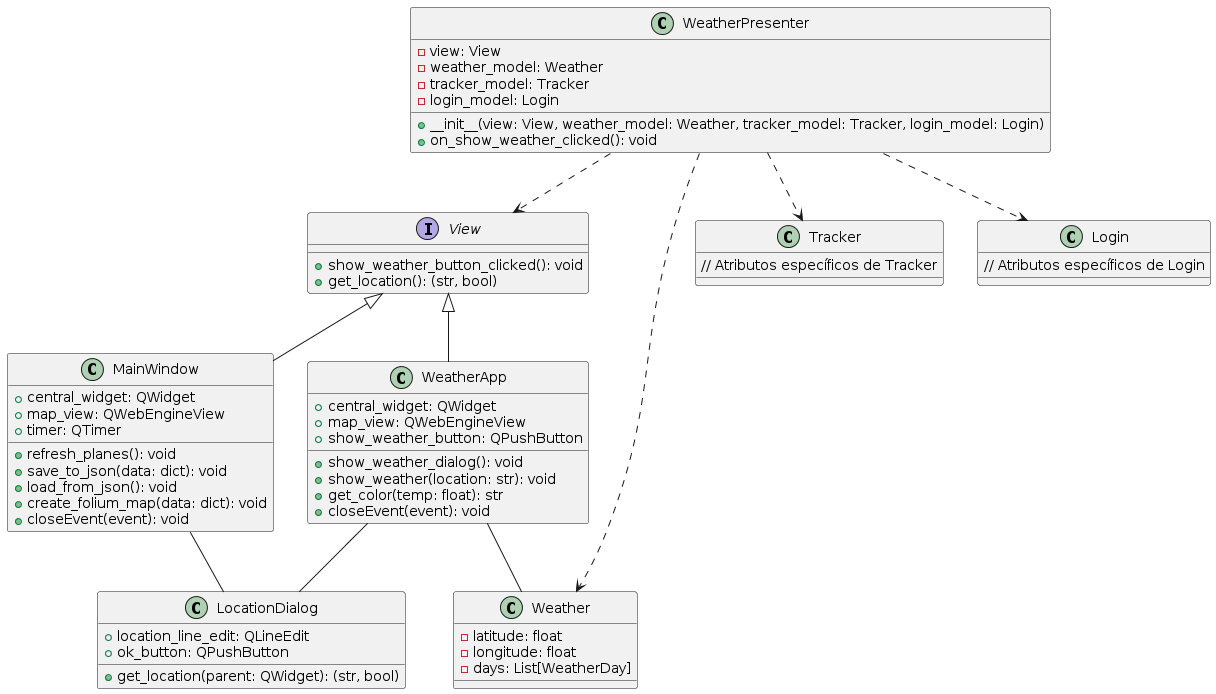 C WeatherPresenter
view: View
weather_model: Weather
tracker_model: Tracker
login_model: Login
__init__(view: View, weather_model: Weather, tracker_model: Tracker, login_model: Login)
on_show_weather_clicked(): void
I View
show_weather_button_clicked(): void
get_location(): (str, bool)
C Tracker
// Atributos específicos de Tracker
C Login
// Atributos específicos de Login
C MainWindow
central_widget: QWidget
map_view: QWebEngineView
timer: QTimer
refresh_planes(): void
save_to_json(data: dict): void
load_from_json(): void
create_folium_map(data: dict): void
closeEvent(event): void
C WeatherApp
central_widget: QWidget
map_view: QWebEngineView
show_weather_button: QPushButton
show_weather_dialog(): void
show_weather(location: str): void
get_color(temp: float): str
closeEvent(event): void
C LocationDialog
location_line_edit: QLineEdit
ok_button: QPushButton
get_location(parent: QWidget): (str, bool)
C Weather
latitude: float
longitude: float
days: List[WeatherDay]